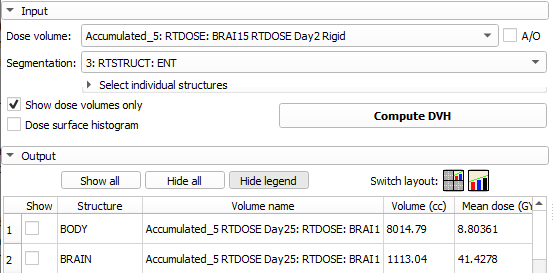 Input
Dose volume: Accumulated_5: RTDOSE: BRAI15 RTDOSE Day2 Rigid A/O
Segmentation: 3: RTSTRUCT: ENT
Select individual structures
Show dose volumes only
Dose surface histogram
Compute DVH
Output
Show all Hide all Hide legend Switch layout:
Show Structure Volume name Volume (cc) Mean dose (GY
1 BODY Accumulated_5 RTDOSE Day25: RTDOSE: BRAI1 8014.79 8.80361
2 BRAIN Accumulated_5 RTDOSE Day25: RTDOSE: BRAI1 1113.04 41.4278